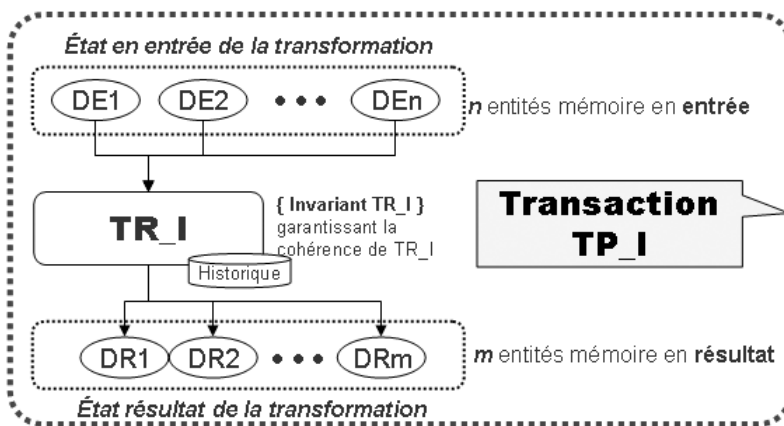 État en entrée de la transformation
DE1 DE2 ••• DEn
n entités mémoire en entrée
TR_I
{ Invariant TR_I }
garantissant la
cohérence de TR_I
Historique
Transaction
TP_I
DR1 DR2 ••• DRm
m entités mémoire en résultat
État résultat de la transformation